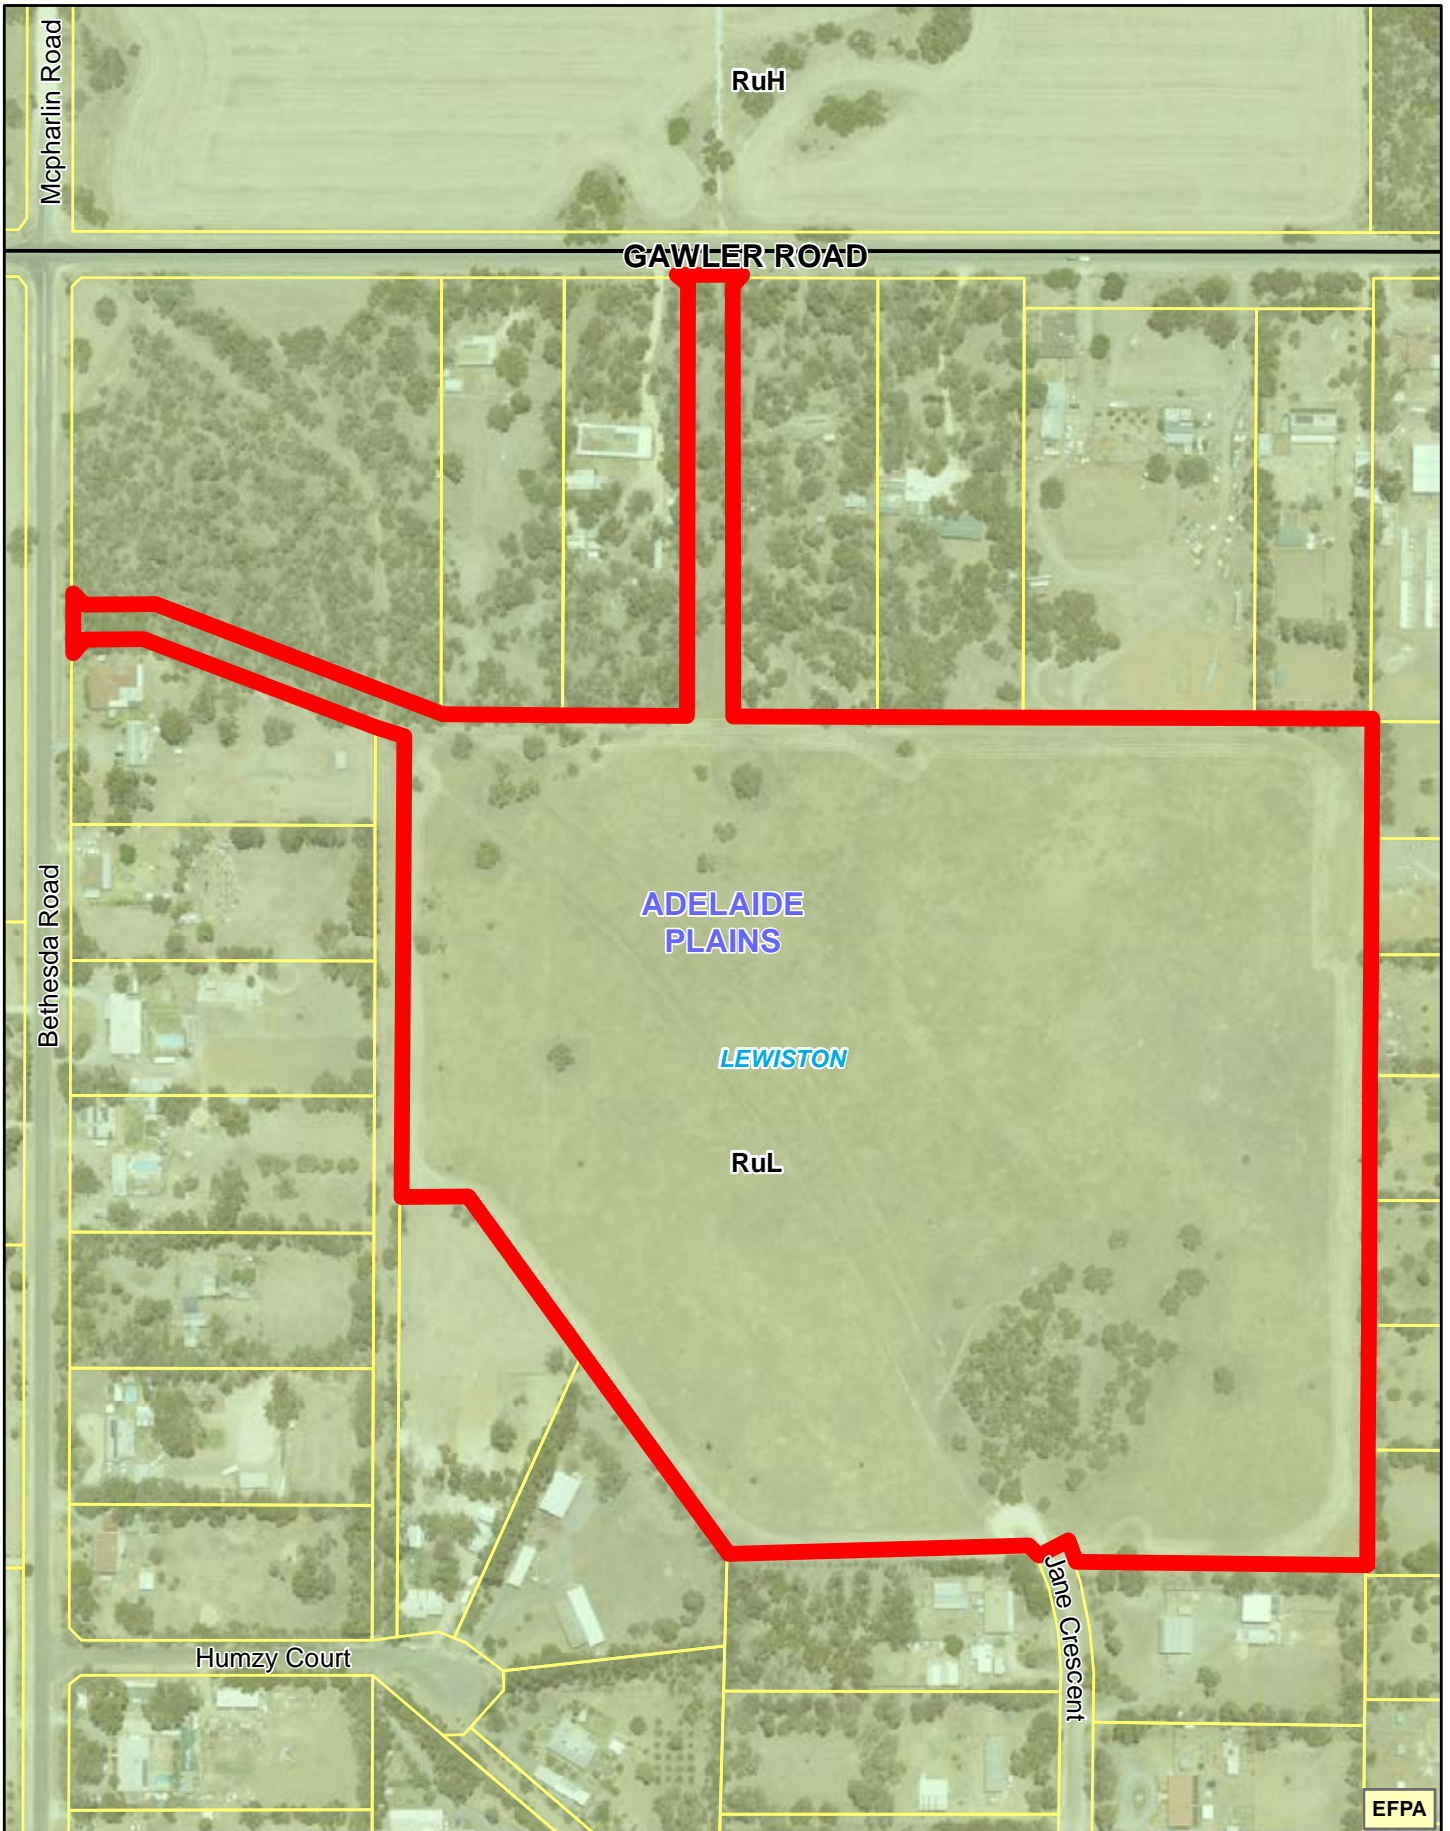 Mcpharlin Road
RuH
GAWLER ROAD
ADELAIDE
PLAINS
Bethesda Road
LEWISTON
RuL
Jane Crescent
Humzy Court
EFPA